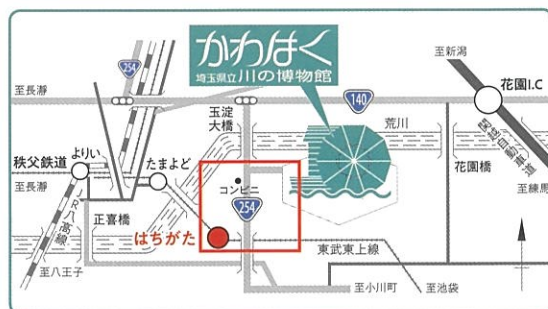 かわはく
埼玉県立 川の博物館
254
至新潟
至長瀞
140
花園I.C
玉淀
大橋
荒川
関越自動車道
秩父鉄道
よりい
たまよど
花園橋
至練馬
至長瀞
コンビニ
正喜橋
254
JR八高線
はちがた
東武東上線
至八王子
至小川町
至池袋